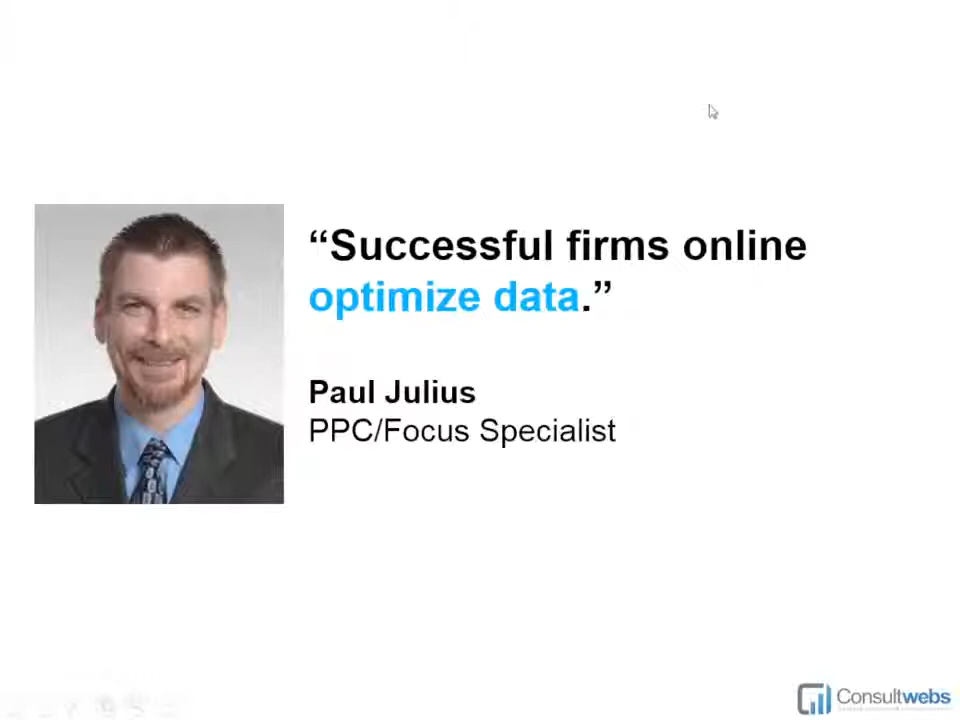 “Successful firms online
optimize data.”
Paul Julius
PPC/Focus Specialist
Consultwebs